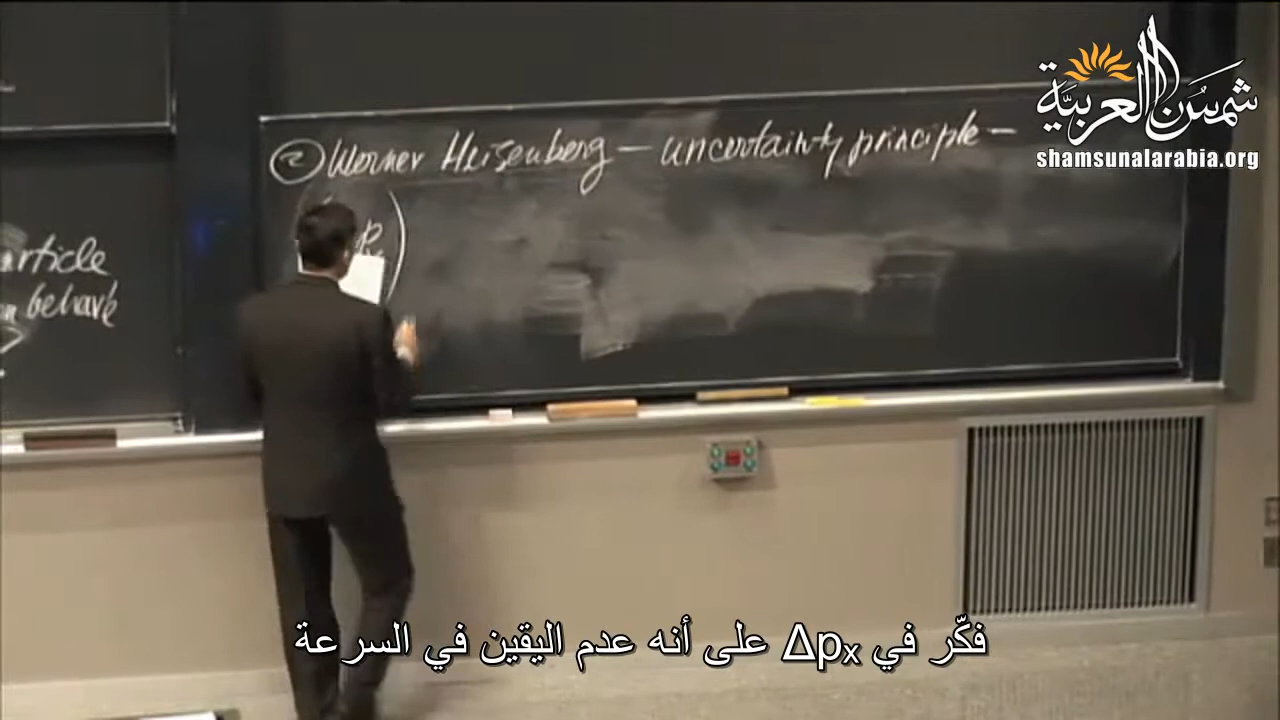 شمس العربية
shamsunalarabia.org
② Werner Heisenberg – uncertainty principle –
p
article
behave
فكّر في Δpₓ على أنه عدم اليقين في السرعة